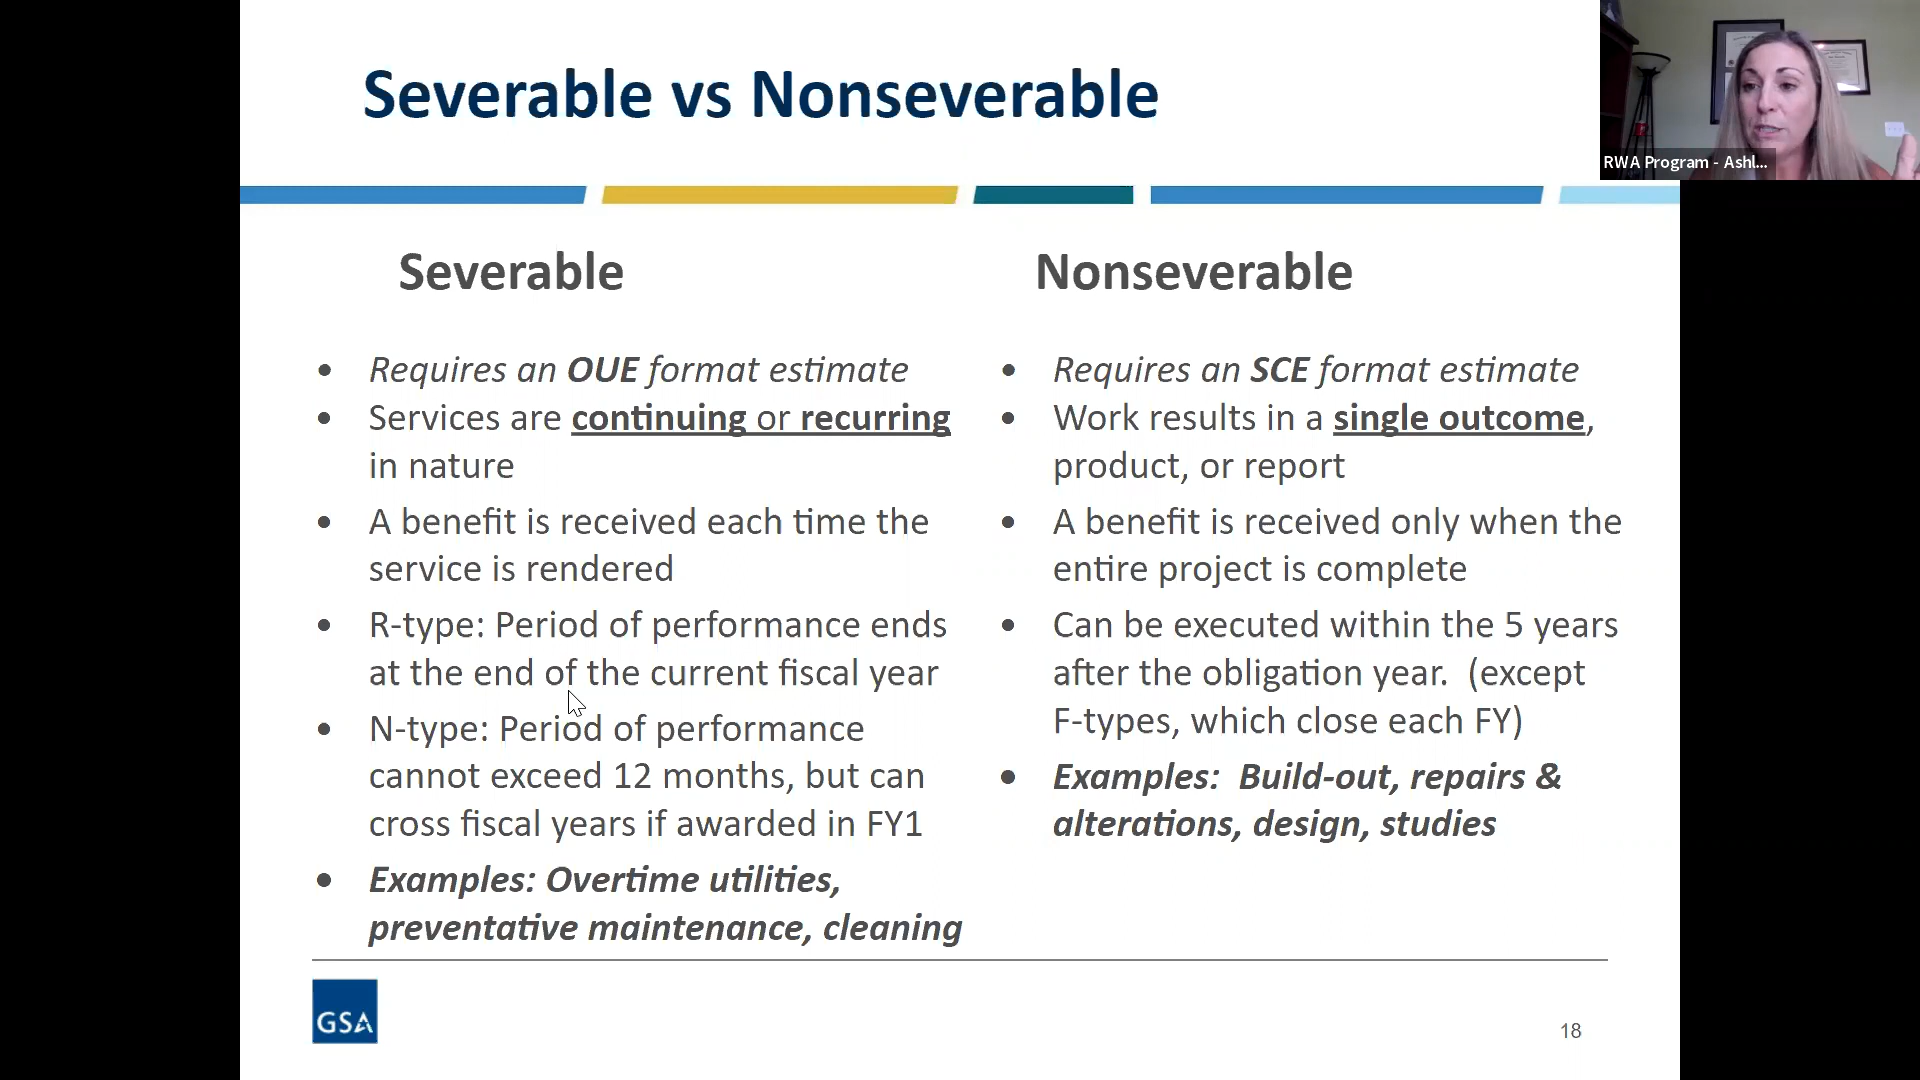 Severable vs Nonseverable
RWA Program - Ashl...
Severable
• Requires an OUE format estimate
• Services are continuing or recurring
in nature
• A benefit is received each time the
service is rendered
• R-type: Period of performance ends
at the end of the current fiscal year
• N-type: Period of performance
cannot exceed 12 months, but can
cross fiscal years if awarded in FY1
• Examples: Overtime utilities,
preventative maintenance, cleaning
Nonseverable
• Requires an SCE format estimate
• Work results in a single outcome,
product, or report
• A benefit is received only when the
entire project is complete
• Can be executed within the 5 years
after the obligation year.  (except
F-types, which close each FY)
• Examples:  Build-out, repairs &
alterations, design, studies
GSA
18